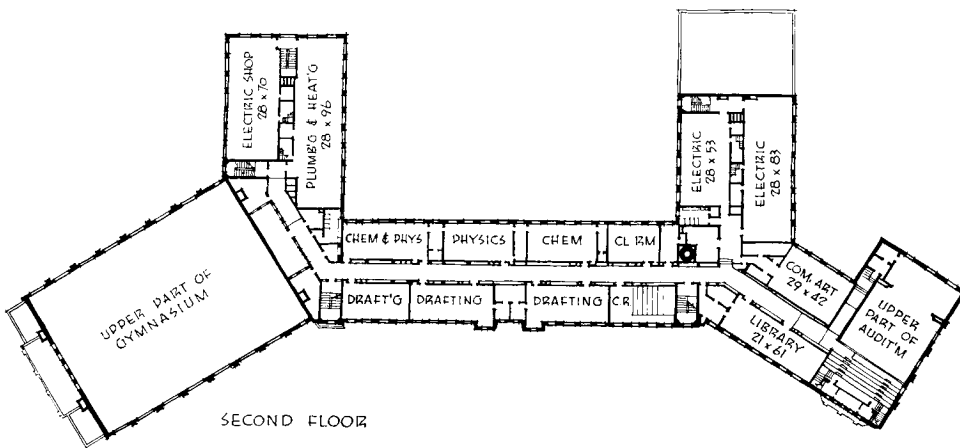 ELECTRIC SHOP
28 x 70
PLUMB'G & HEAT'G
28 x 96
ELECTRIC
28 x 53
ELECTRIC
28 x 83
CHEM & PHYS
PHYSICS
CHEM
CL RM
UPPER PART OF
GYMNASIUM
DRAFT'G
DRAFTING
DRAFTING
C.R
COM. ART
29 x 42
LIBRARY
21 x 61
UPPER
PART OF
AUDIT'M
SECOND FLOOR